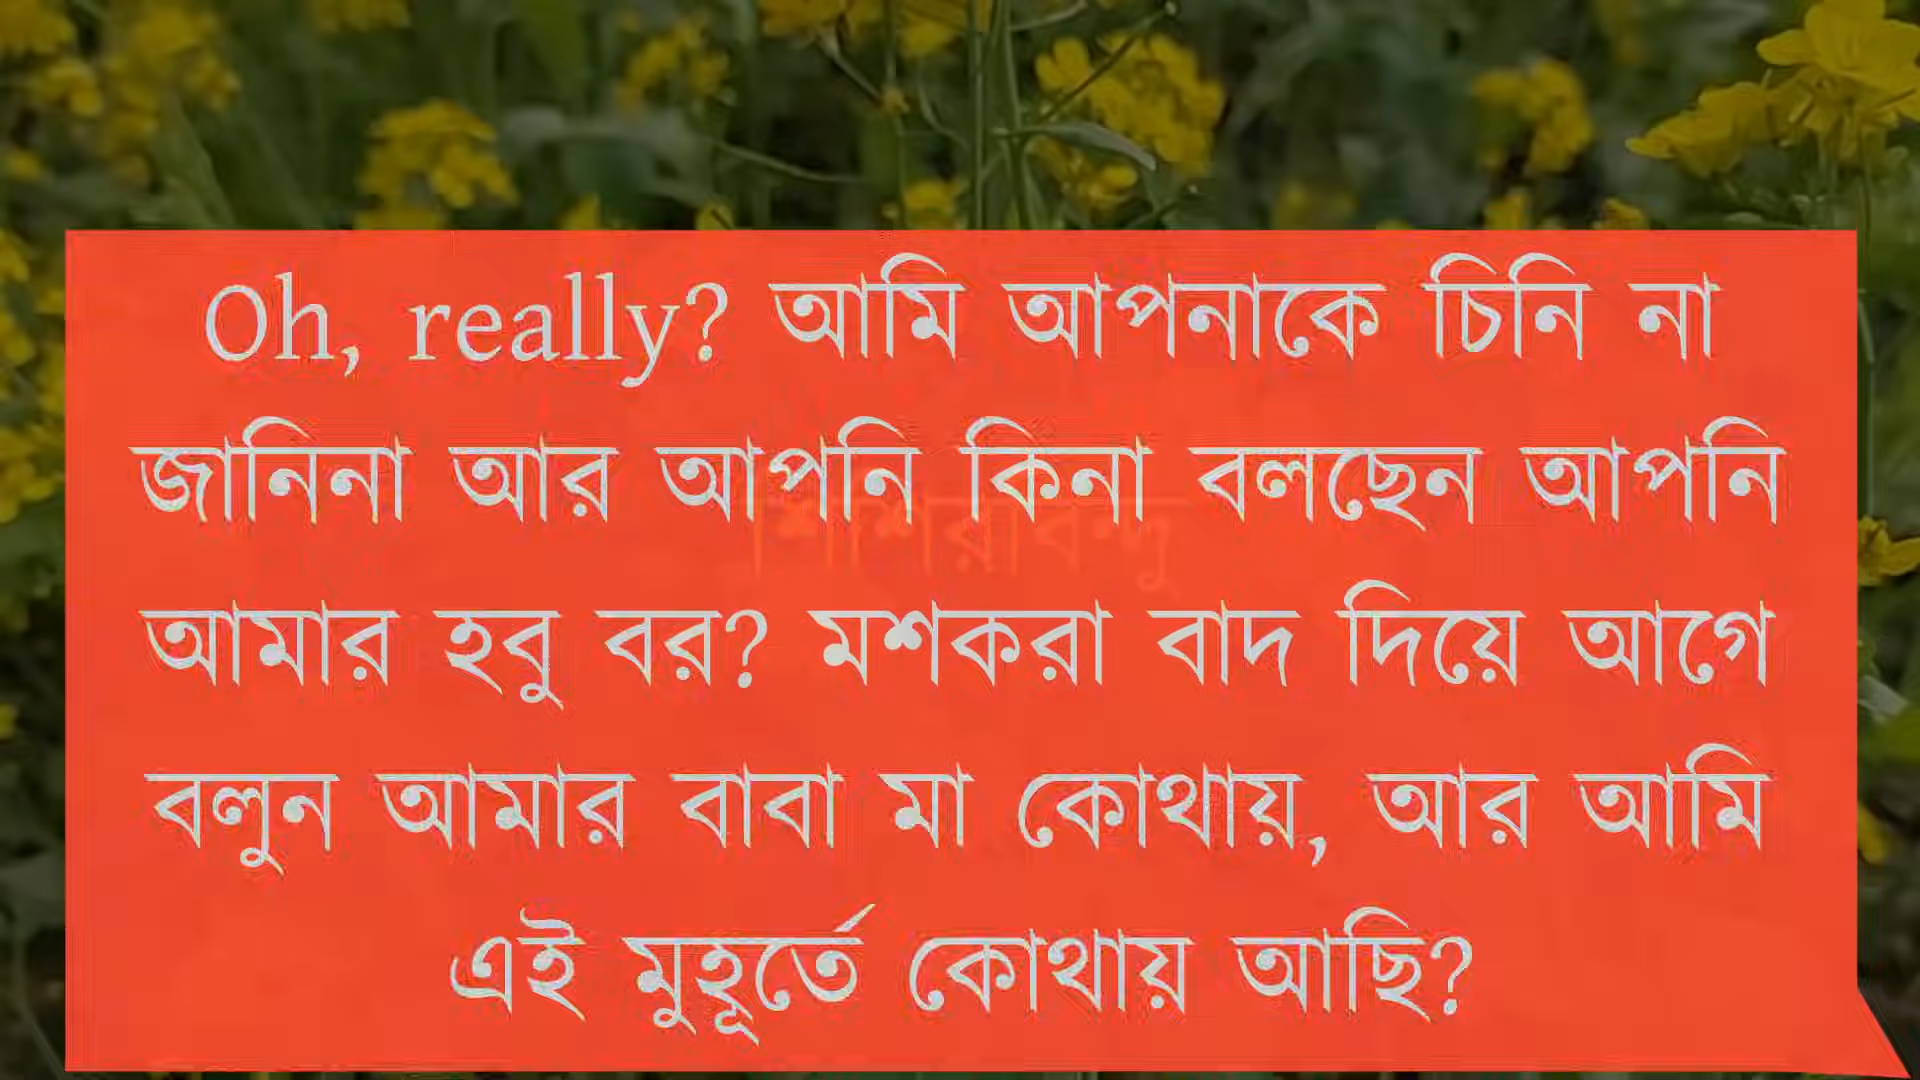 Oh, really? আমি আপনাকে চিনি না
জানিনা আর আপনি কিনা বলছেন আপনি
আমার হবু বর? মশকরা বাদ দিয়ে আগে
বলুন আমার বাবা মা কোথায়, আর আমি
এই মুহূর্তে কোথায় আছি?
শিশিরবিন্দু